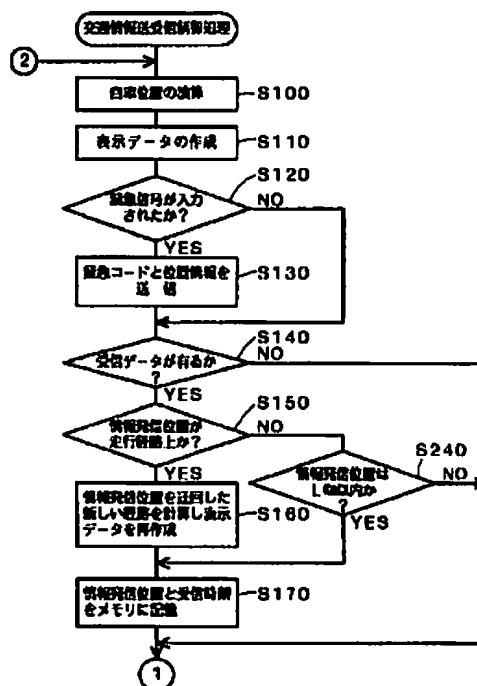 交通情報送受信制御処理
2
自車位置の演算
S100
表示データの作成
S110
緊急信号が入力
されたか?
S120
NO
YES
緊急コードと位置情報を
送信
S130
受信データが有るか
?
S140
NO
YES
情報発信位置が
走行経路上か?
S150
NO
YES
情報発信位置は
L km以内か
?
S240
NO
YES
情報発信位置を迂回した
新しい経路を計算し表示
データを再作成
S160
情報発信位置と受信時刻
をメモリに記憶
S170
1